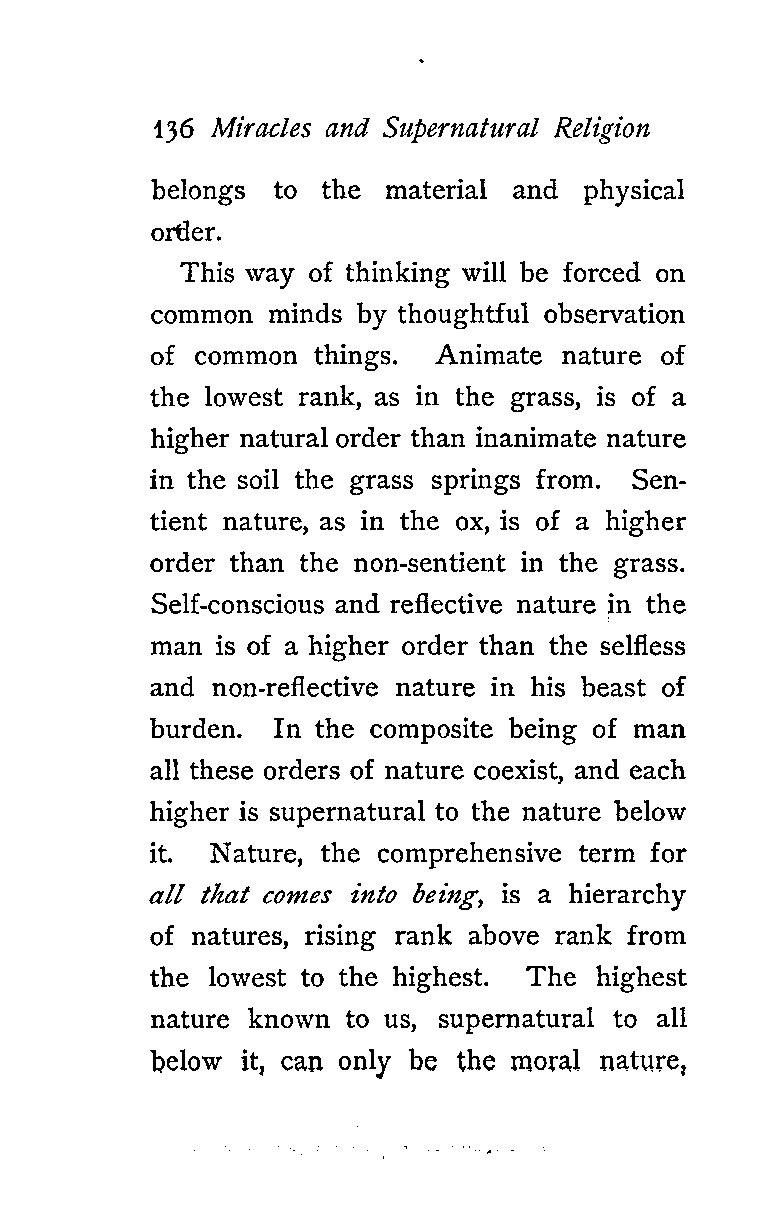 136 Miracles and Supernatural Religion
belongs to the material and physical
order.
This way of thinking will be forced on
common minds by thoughtful observation
of common things. Animate nature of
the lowest rank, as in the grass, is of a
higher natural order than inanimate nature
in the soil the grass springs from. Sen-
tient nature, as in the ox, is of a higher
order than the non-sentient in the grass.
Self-conscious and reflective nature in the
man is of a higher order than the selfless
and non-reflective nature in his beast of
burden. In the composite being of man
all these orders of nature coexist, and each
higher is supernatural to the nature below
it. Nature, the comprehensive term for
all that comes into being, is a hierarchy
of natures, rising rank above rank from
the lowest to the highest. The highest
nature known to us, supernatural to all
below it, can only be the moral nature,